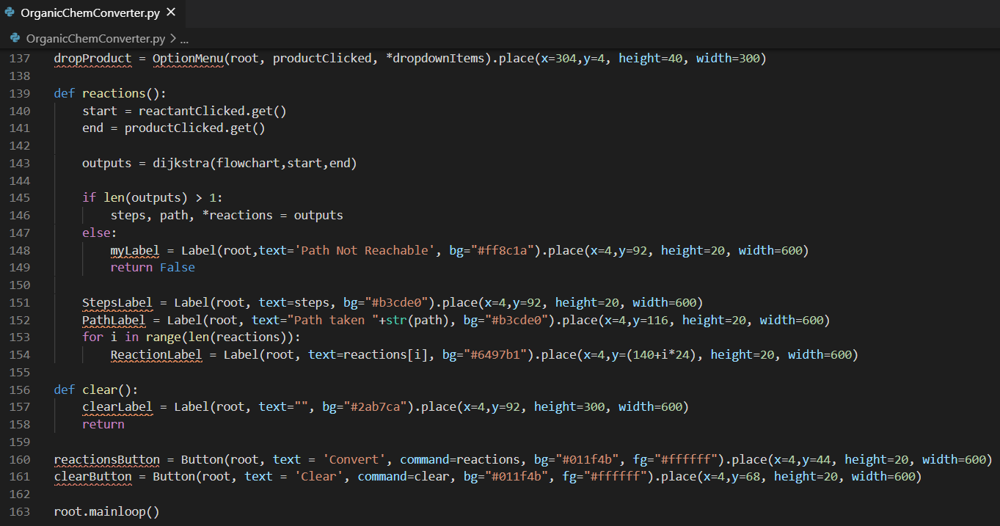 OrganicChemConverter.py ×
OrganicChemConverter.py > ...
137 dropProduct = OptionMenu(root, productClicked, *dropdownItems).place(x=304,y=4, height=40, width=300)
138
139 def reactions():
140     start = reactantClicked.get()
141     end = productClicked.get()
142
143     outputs = dijkstra(flowchart,start,end)
144
145     if len(outputs) > 1:
146         steps, path, *reactions = outputs
147     else:
148         myLabel = Label(root,text='Path Not Reachable', bg="#ff8c1a").place(x=4,y=92, height=20, width=600)
149         return False
150
151     StepsLabel = Label(root, text=steps, bg="#b3cde0").place(x=4,y=92, height=20, width=600)
152     PathLabel = Label(root, text="Path taken "+str(path), bg="#b3cde0").place(x=4,y=116, height=20, width=600)
153     for i in range(len(reactions)):
154         ReactionLabel = Label(root, text=reactions[i], bg="#6497b1").place(x=4,y=(140+i*24), height=20, width=600)
155
156 def clear():
157     clearLabel = Label(root, text="", bg="#2ab7ca").place(x=4,y=92, height=300, width=600)
158     return
159
160 reactionsButton = Button(root, text = 'Convert', command=reactions, bg="#011f4b", fg="#ffffff").place(x=4,y=44, height=20, width=600)
161 clearButton = Button(root, text = 'Clear', command=clear, bg="#011f4b", fg="#ffffff").place(x=4,y=68, height=20, width=600)
162
163 root.mainloop()